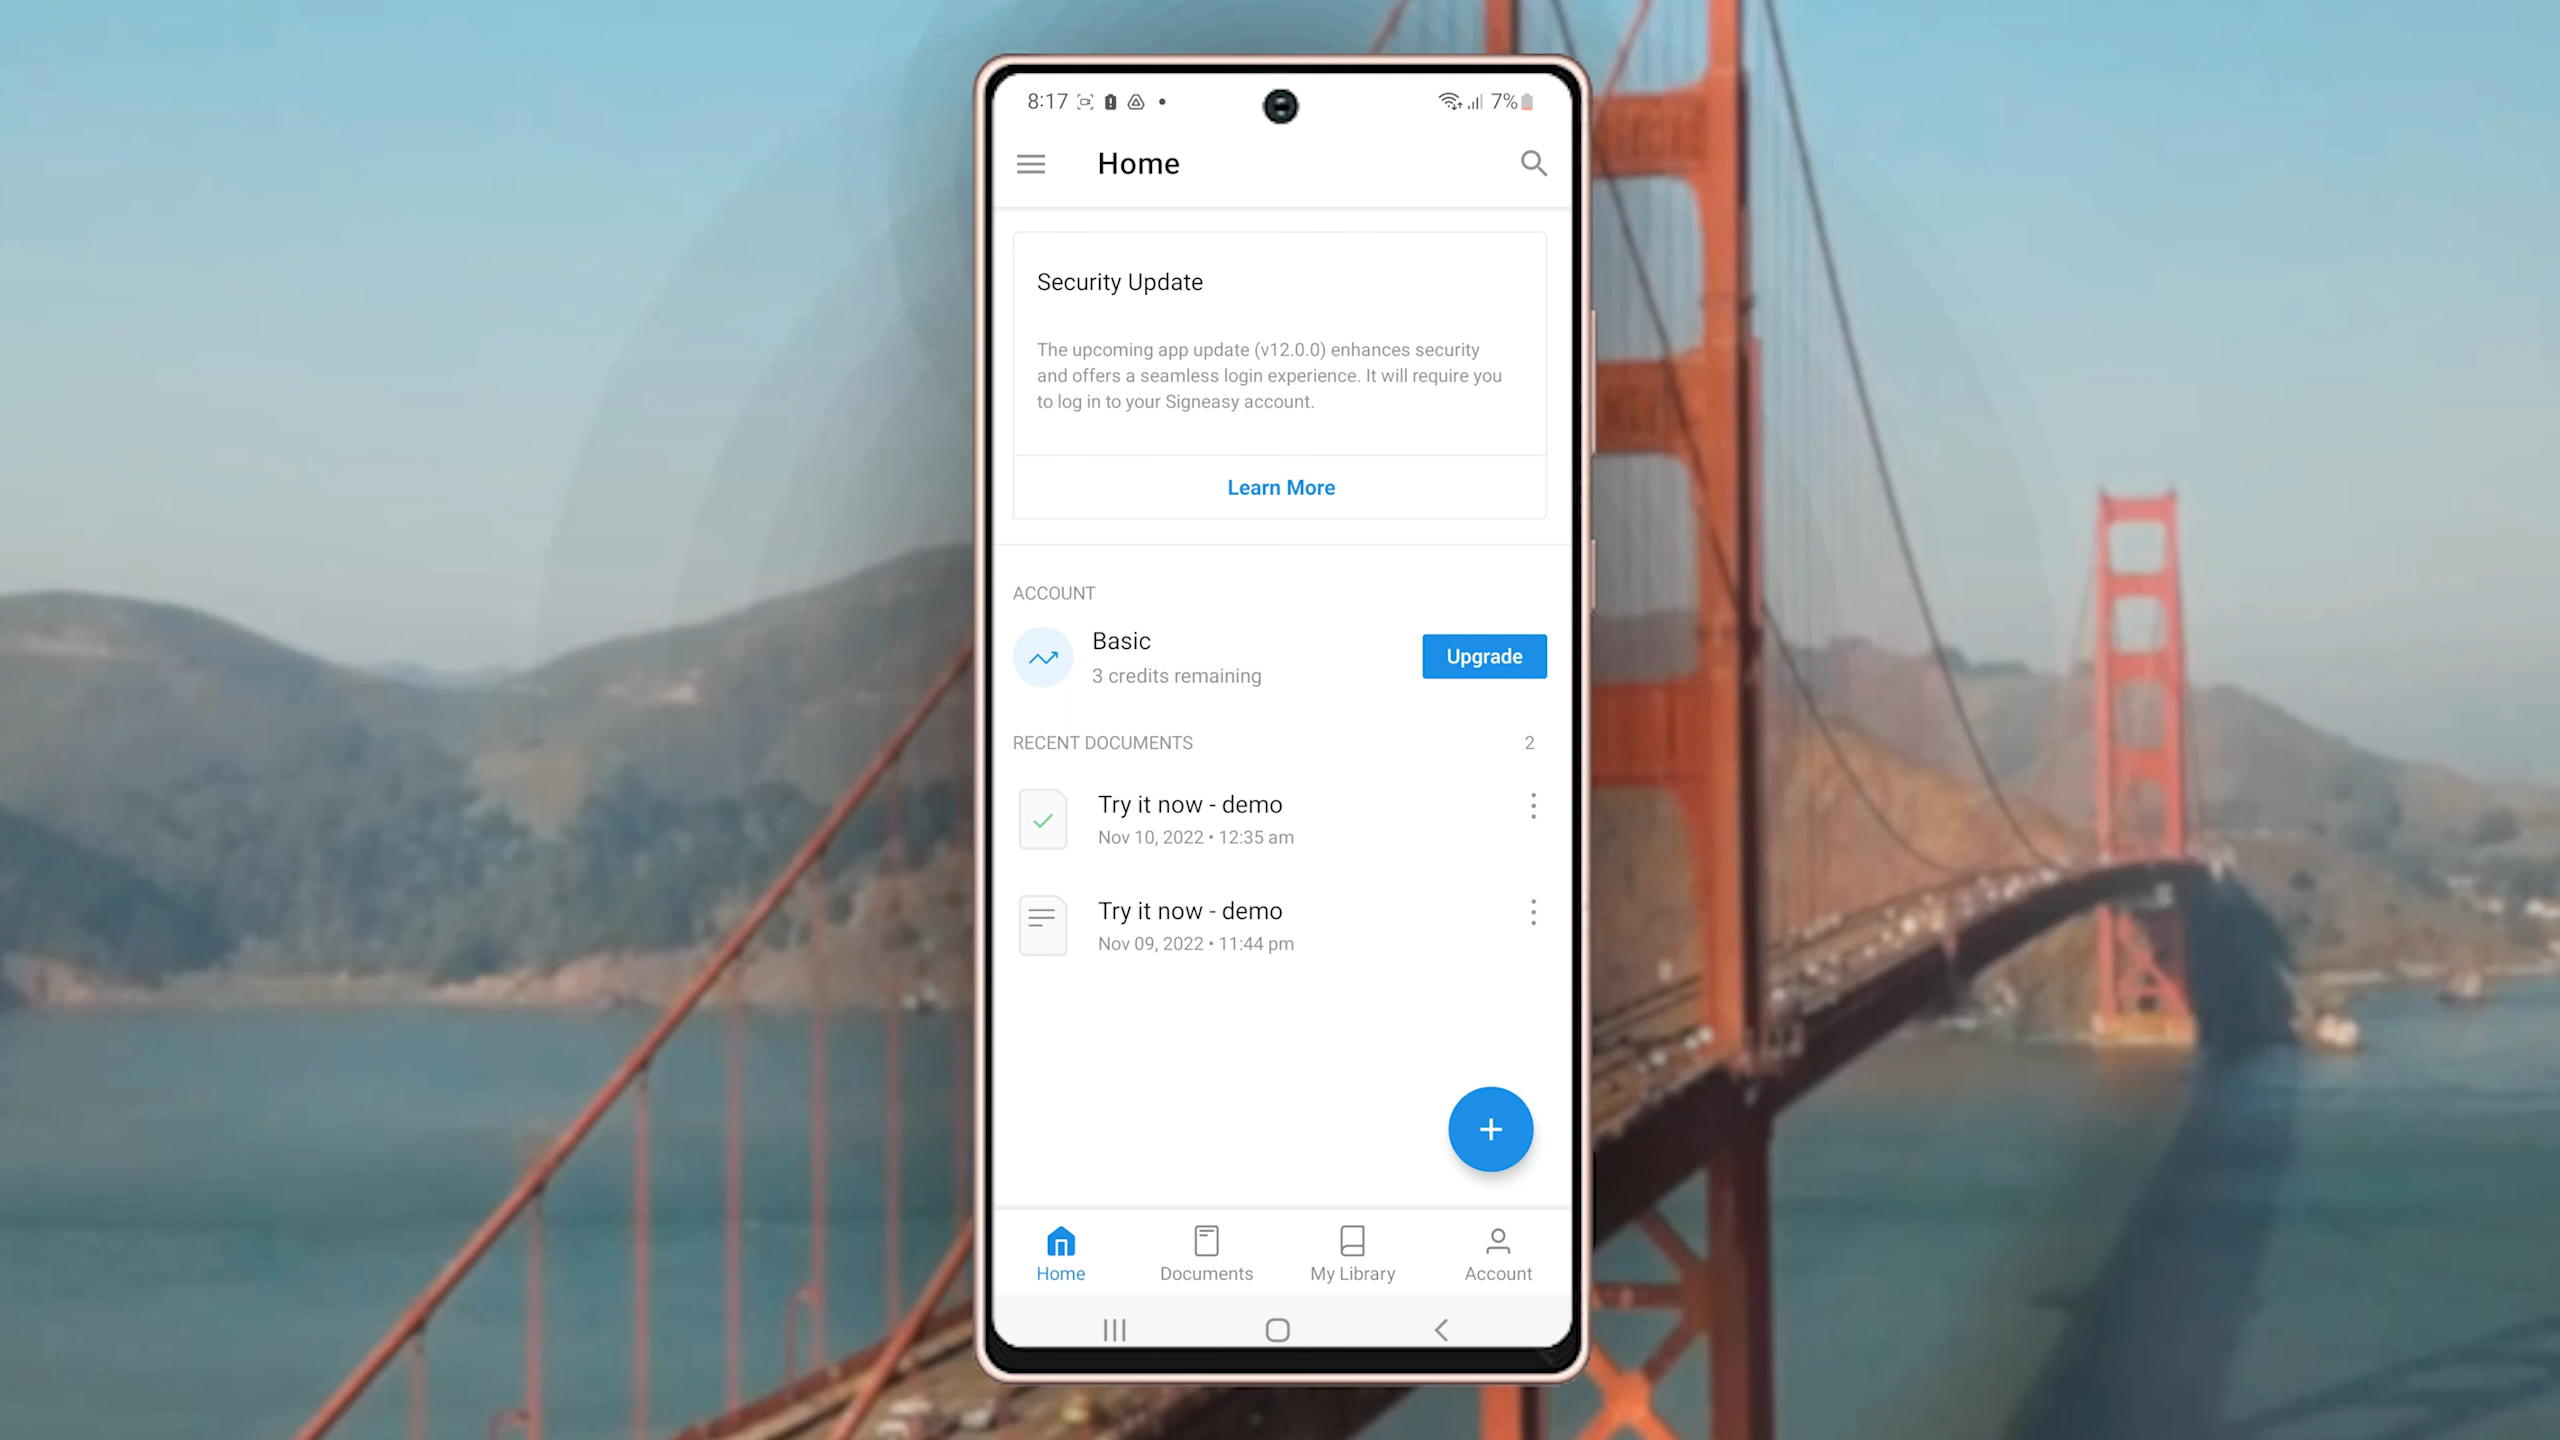 8:17
7%
Home
Security Update
The upcoming app update (v12.0.0) enhances security
and offers a seamless login experience. It will require you
to log in to your Signeasy account.
Learn More
ACCOUNT
Basic
3 credits remaining
Upgrade
RECENT DOCUMENTS 2
Try it now - demo
Nov 10, 2022 • 12:35 am
Try it now - demo
Nov 09, 2022 • 11:44 pm
Home Documents My Library Account